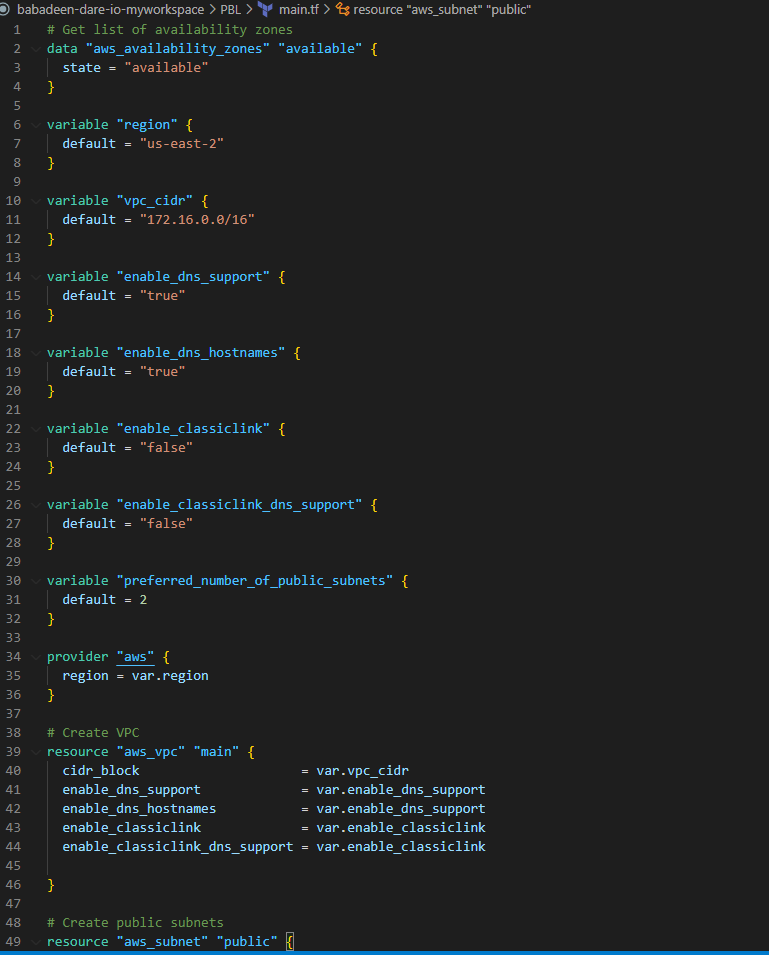 babadeen-dare-io-myworkspace > PBL > main.tf > resource "aws_subnet" "public"
1 # Get list of availability zones
2 data "aws_availability_zones" "available" {
3 state = "available"
4 }
5
6 variable "region" {
7 default = "us-east-2"
8 }
9
10 variable "vpc_cidr" {
11 default = "172.16.0.0/16"
12 }
13
14 variable "enable_dns_support" {
15 default = "true"
16 }
17
18 variable "enable_dns_hostnames" {
19 default = "true"
20 }
21
22 variable "enable_classiclink" {
23 default = "false"
24 }
25
26 variable "enable_classiclink_dns_support" {
27 default = "false"
28 }
29
30 variable "preferred_number_of_public_subnets" {
31 default = 2
32 }
33
34 provider "aws" {
35 region = var.region
36 }
37
38 # Create VPC
39 resource "aws_vpc" "main" {
40 cidr_block = var.vpc_cidr
41 enable_dns_support = var.enable_dns_support
42 enable_dns_hostnames = var.enable_dns_support
43 enable_classiclink = var.enable_classiclink
44 enable_classiclink_dns_support = var.enable_classiclink
45
46 }
47
48 # Create public subnets
49 resource "aws_subnet" "public" {